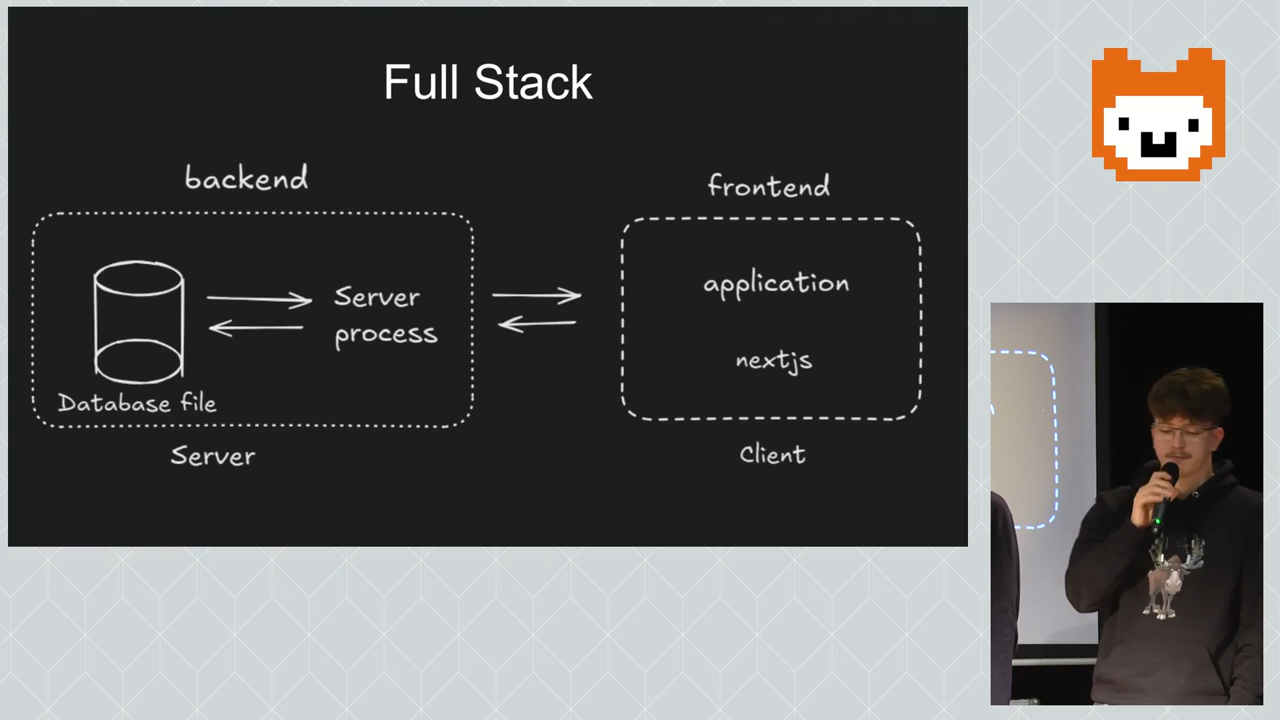 Full Stack
backend
frontend
Server
process
application
nextjs
Database file
Server
Client